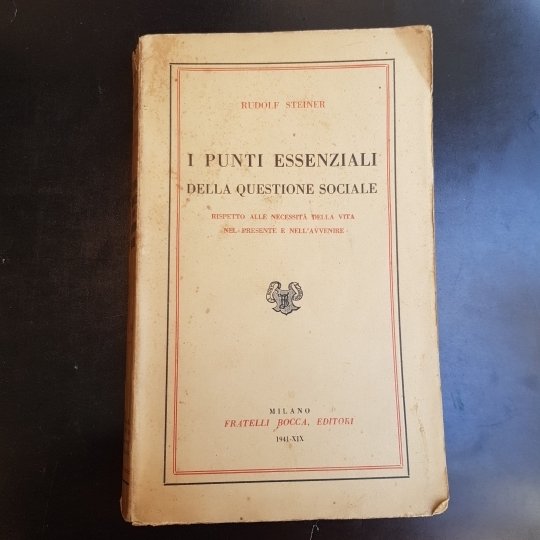 RUDOLF STEINER
I PUNTI ESSENZIALI
DELLA QUESTIONE SOCIALE
RISPETTO ALLE NECESSITÀ DELLA VITA
NEL PRESENTE E NELL'AVVENIRE
MILANO
FRATELLI BOCCA, EDITORI
1941-XIX